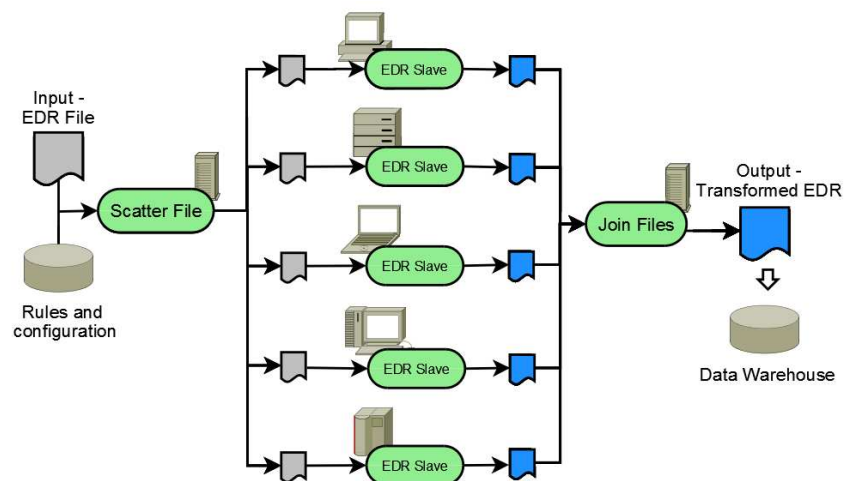 Input -
EDR File
Scatter File
Rules and
configuration
EDR Slave
EDR Slave
EDR Slave
EDR Slave
EDR Slave
Join Files
Output -
Transformed EDR
Data Warehouse